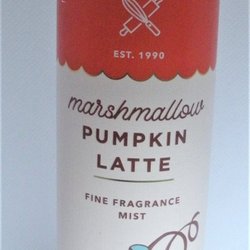 EST. 1990
marshmallow
PUMPKIN
LATTE
FINE FRAGRANCE
MIST